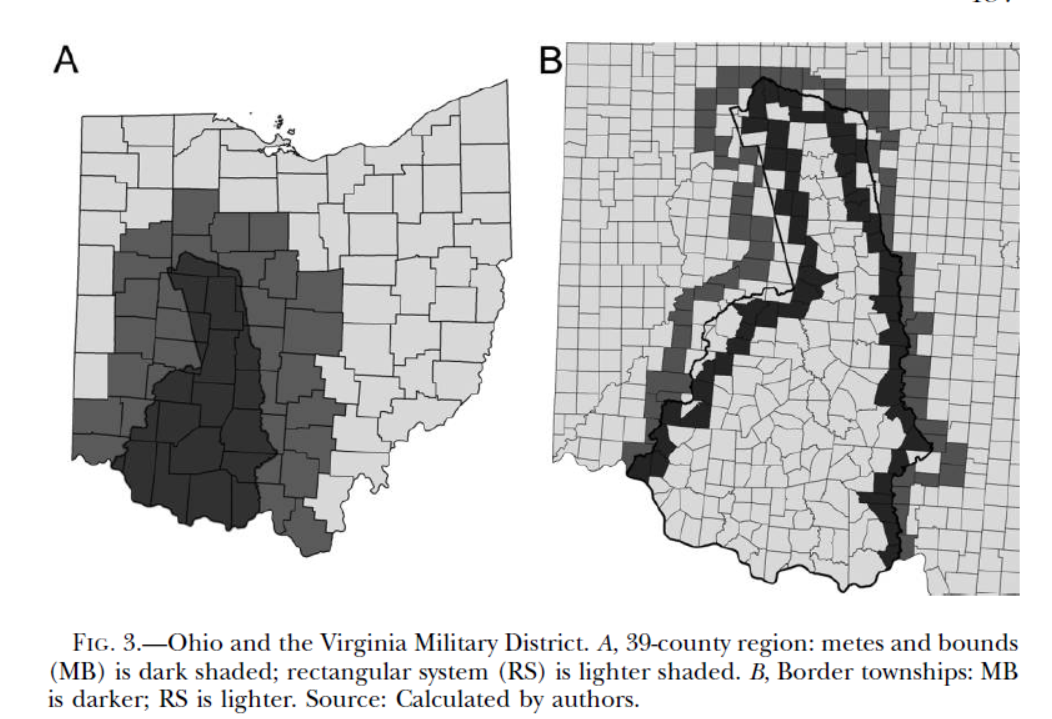 A
B
FIG. 3.—Ohio and the Virginia Military District. A, 39-county region: metes and bounds
(MB) is dark shaded; rectangular system (RS) is lighter shaded. B, Border townships: MB
is darker; RS is lighter. Source: Calculated by authors.